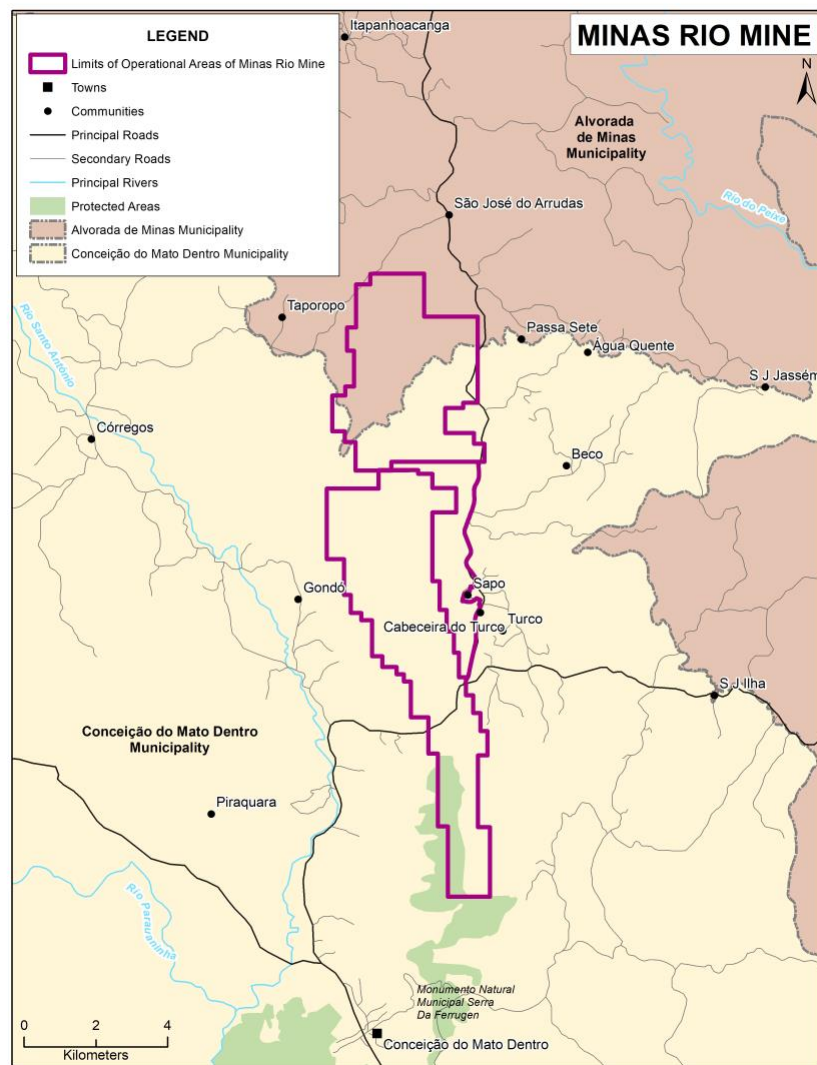 MINAS RIO MINE
LEGEND
Limits of Operational Areas of Minas Rio Mine
Towns
Communities
Principal Roads
Secondary Roads
Principal Rivers
Protected Areas
Alvorada de Minas Municipality
Conceição do Mato Dentro Municipality
N
Itapanhoacanga
Alvorada
de Minas
Municipality
Rio do Peixe
São José do Arrudas
Taporopo
Passa Sete
Água Quente
S J Jassém
Rio Santo Antônio
Córregos
Beco
Gondó
Sapo
Turco
Cabeceira do Turco
S J Ilha
Conceição do Mato Dentro
Municipality
Piraquara
Rio Parauninha
Monumento Natural
Municipal Serra
Da Ferrugen
Conceição do Mato Dentro
0 2 4
Kilometers